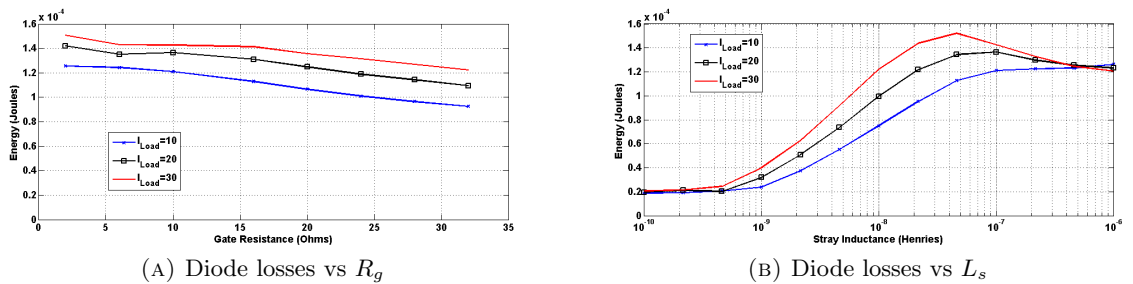 x 10⁻⁴
1.6
1.4
1.2
1
0.8
0.6
0.4
0.2
0
Energy (Joules)
I_Load=10
I_Load=20
I_Load=30
0 5 10 15 20 25 30 35
Gate Resistance (Ohms)
(A) Diode losses vs R_g
x 10⁻⁴
1.6
1.4
1.2
1
0.8
0.6
0.4
0.2
0
Energy (Joules)
I_Load=10
I_Load=20
I_Load=30
10⁻¹⁰ 10⁻⁹ 10⁻⁸ 10⁻⁷ 10⁻⁶
Stray Inductance (Henries)
(B) Diode losses vs L_s